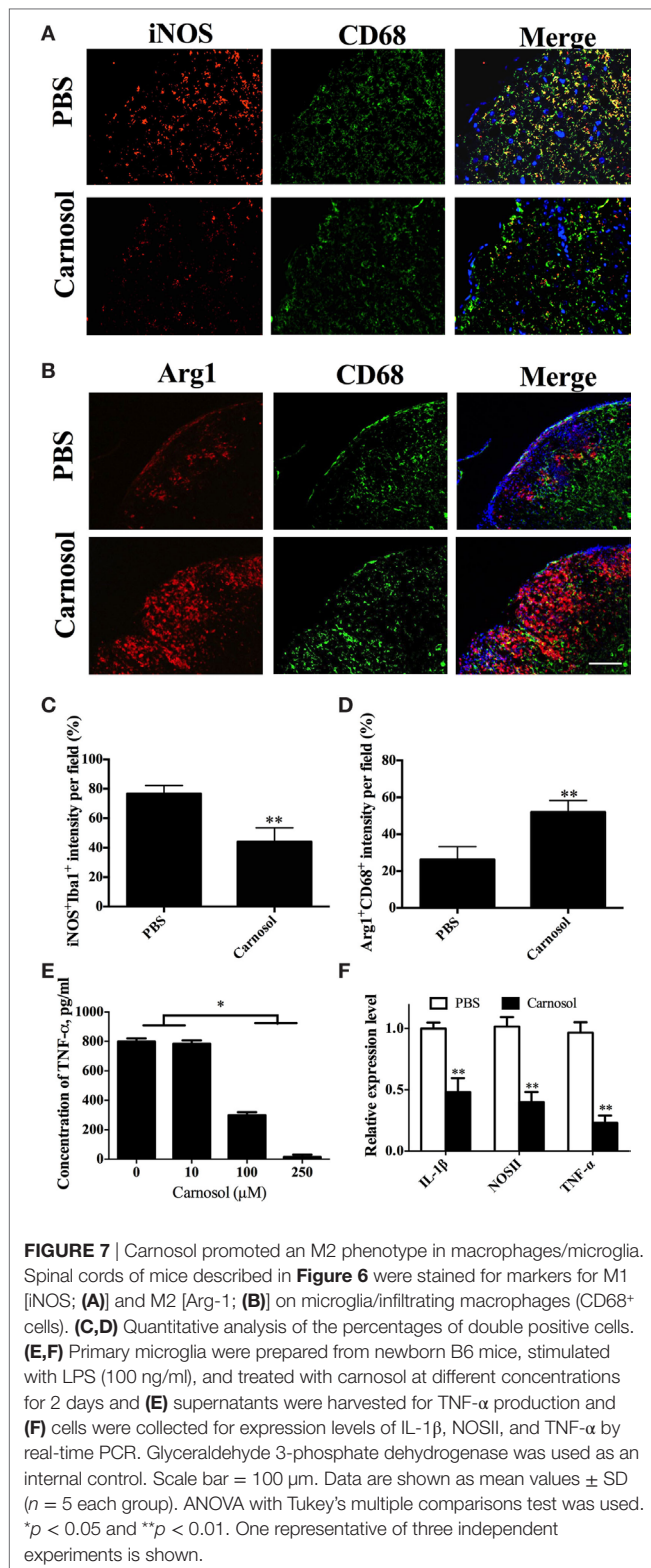 A
iNOS CD68 Merge
PBS
Carnosol
B
Arg1 CD68 Merge
PBS
Carnosol
C
iNOS⁺Iba1⁺ intensity per field (%)
100
80
60
40
20
0
**
PBS
Carnosol
D
Arg1⁺CD68⁺ intensity per field (%)
80
60
40
20
0
**
PBS
Carnosol
E
Concentration of TNF-α, pg/ml
1000
800
600
400
200
0
*
0 10 100 250
Carnosol (µM)
F
Relative expression level
PBS Carnosol
1.0
0.5
0.0
** ** **
IL-1β NOSII TNF-α
FIGURE 7 | Carnosol promoted an M2 phenotype in macrophages/microglia.
Spinal cords of mice described in Figure 6 were stained for markers for M1
[iNOS; (A)] and M2 [Arg-1; (B)] on microglia/infiltrating macrophages (CD68⁺
cells). (C,D) Quantitative analysis of the percentages of double positive cells.
(E,F) Primary microglia were prepared from newborn B6 mice, stimulated
with LPS (100 ng/ml), and treated with carnosol at different concentrations
for 2 days and (E) supernatants were harvested for TNF-α production and
(F) cells were collected for expression levels of IL-1β, NOSII, and TNF-α by
real-time PCR. Glyceraldehyde 3-phosphate dehydrogenase was used as an
internal control. Scale bar = 100 µm. Data are shown as mean values ± SD
(n = 5 each group). ANOVA with Tukey's multiple comparisons test was used.
*p < 0.05 and **p < 0.01. One representative of three independent
experiments is shown.